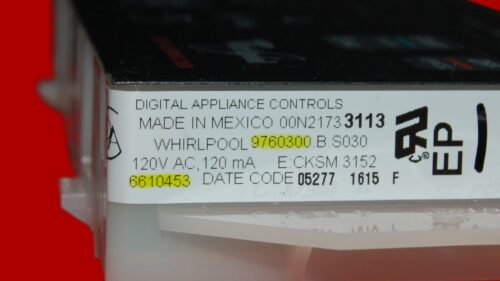 DIGITAL APPLIANCE CONTROLS
MADE IN MEXICO 00N2173 3113
WHIRLPOOL 9760300 B.S030
120V AC, 120 mA E:CKSM 3152
6610453 DATE CODE 05277 1615 F
EP